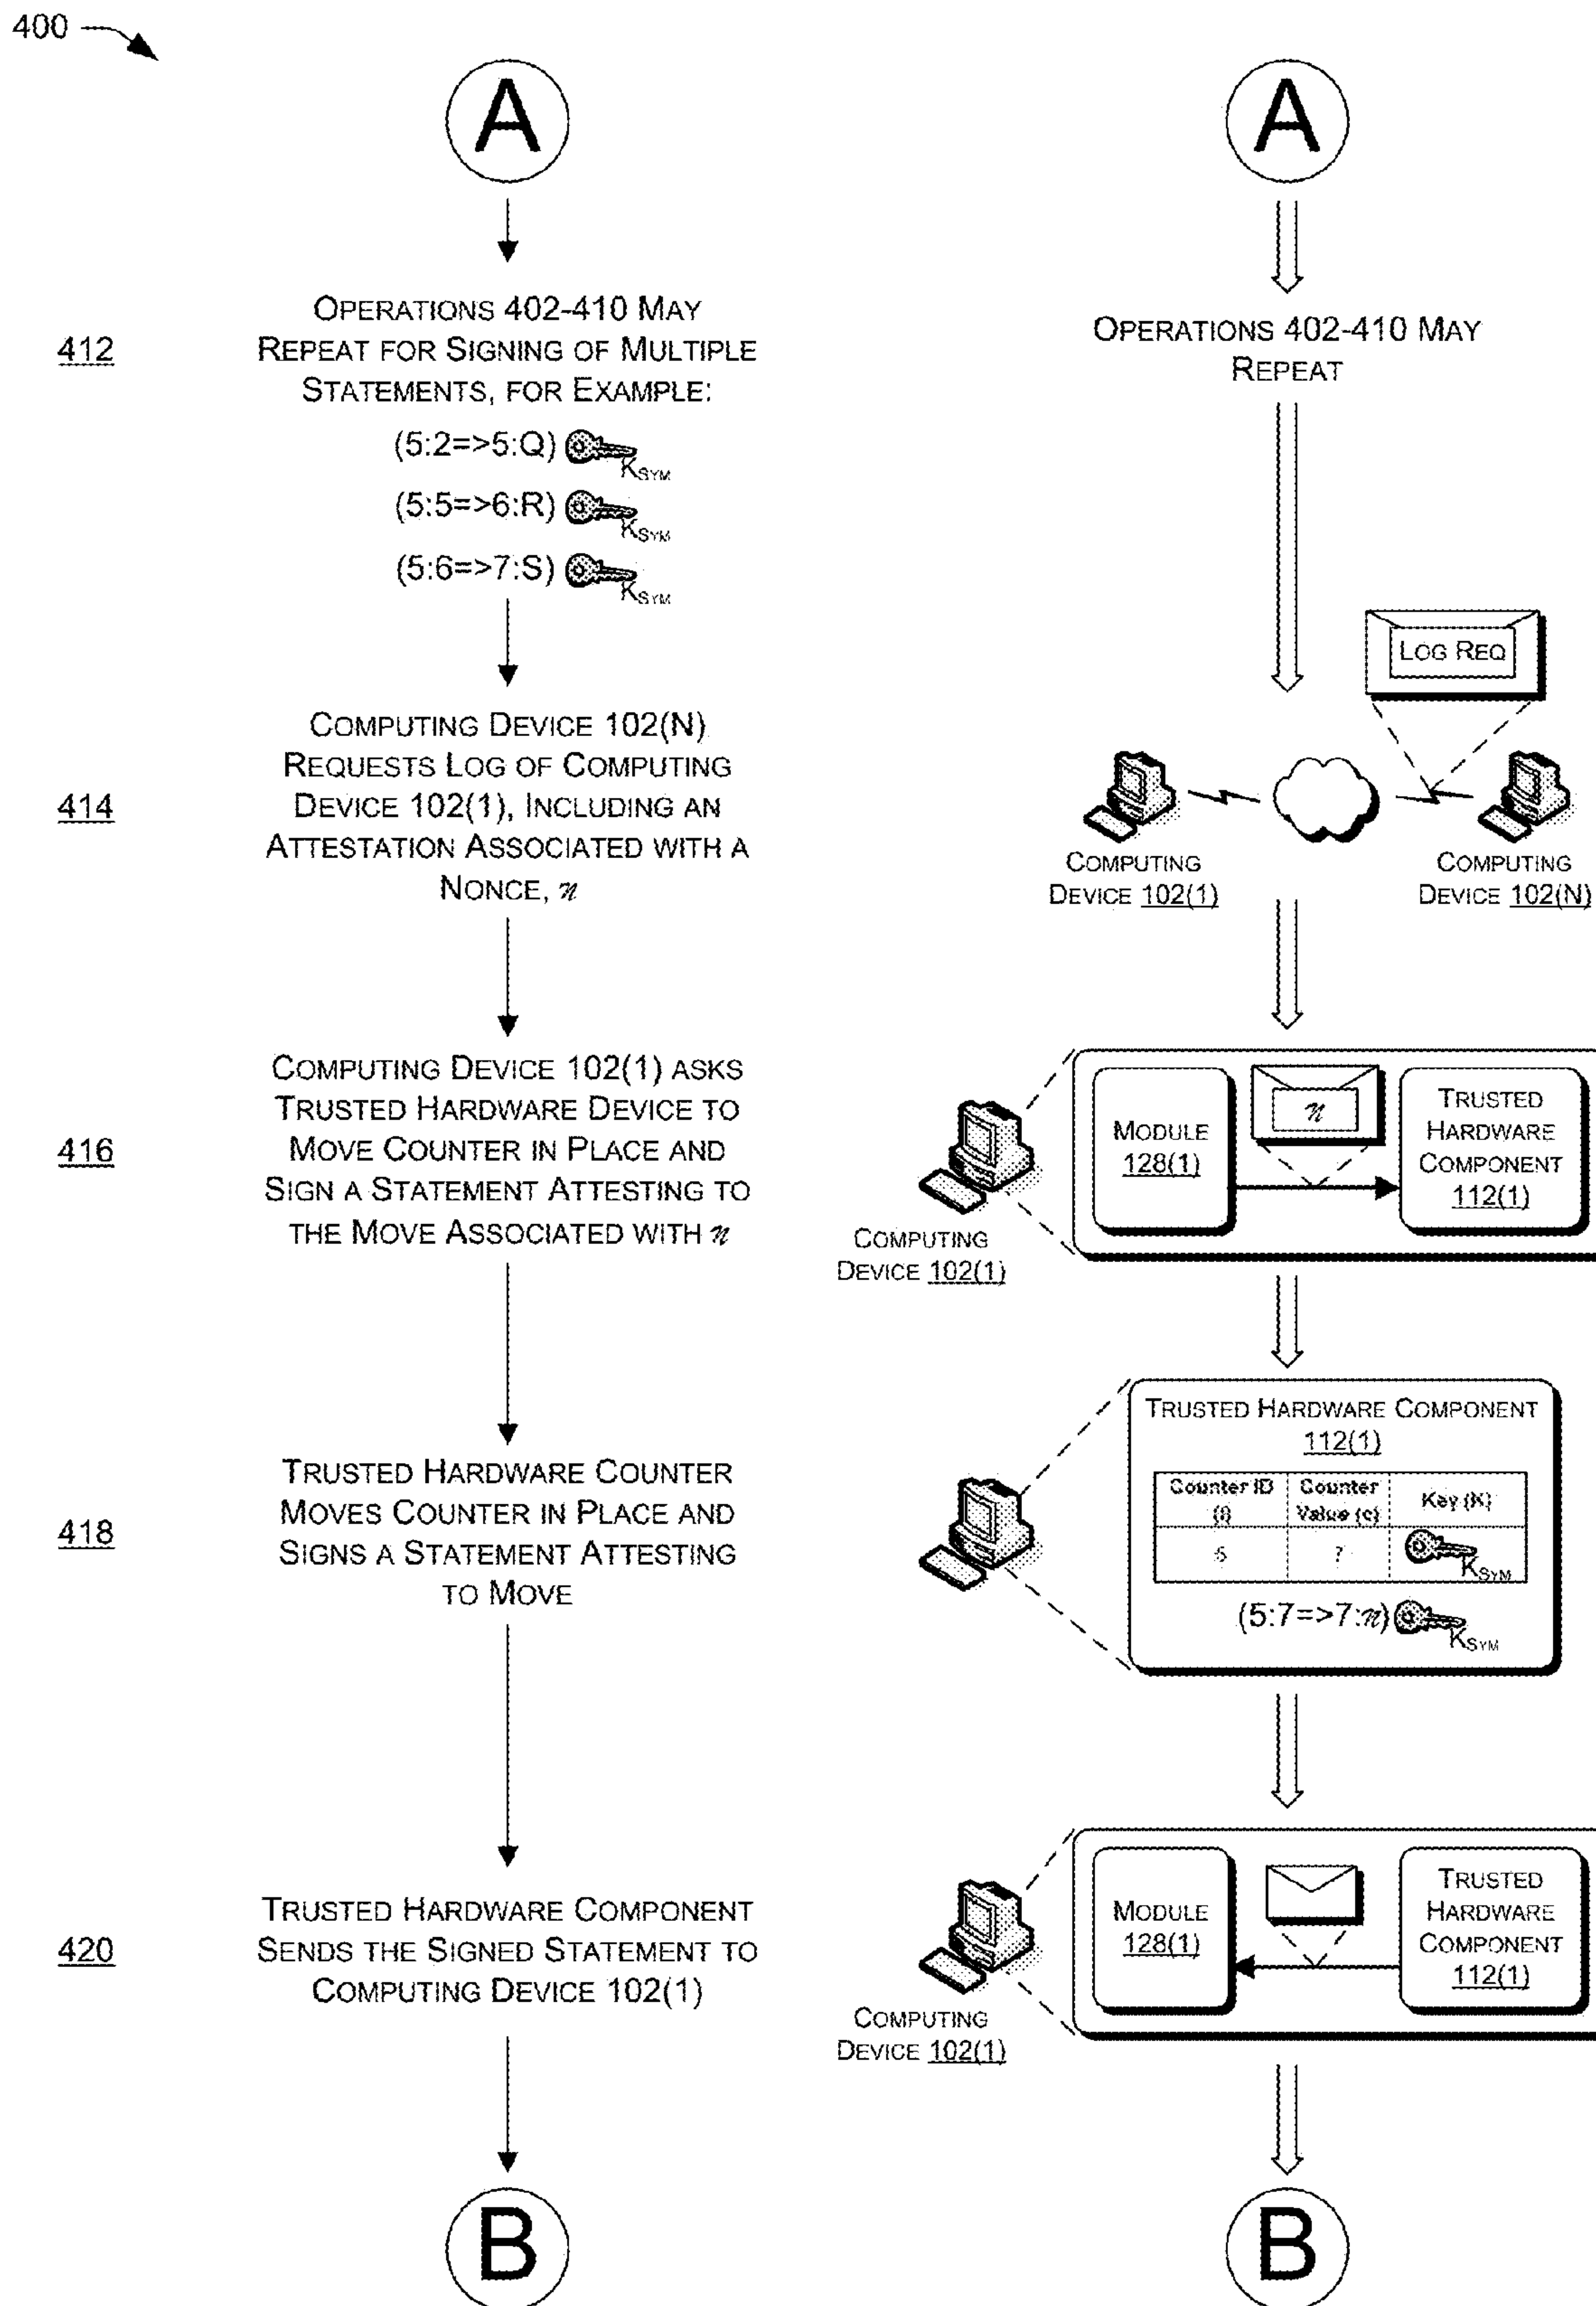 400
A
412
OPERATIONS 402-410 MAY
REPEAT FOR SIGNING OF MULTIPLE
STATEMENTS, FOR EXAMPLE:
(5:2=>5:Q) KSYM
(5:5=>6:R) KSYM
(5:6=>7:S) KSYM
414
COMPUTING DEVICE 102(N)
REQUESTS LOG OF COMPUTING
DEVICE 102(1), INCLUDING AN
ATTESTATION ASSOCIATED WITH A
NONCE, n
416
COMPUTING DEVICE 102(1) ASKS
TRUSTED HARDWARE DEVICE TO
MOVE COUNTER IN PLACE AND
SIGN A STATEMENT ATTESTING TO
THE MOVE ASSOCIATED WITH n
418
TRUSTED HARDWARE COUNTER
MOVES COUNTER IN PLACE AND
SIGNS A STATEMENT ATTESTING
TO MOVE
420
TRUSTED HARDWARE COMPONENT
SENDS THE SIGNED STATEMENT TO
COMPUTING DEVICE 102(1)
B
A
OPERATIONS 402-410 MAY
REPEAT
LOG REQ
COMPUTING
DEVICE 102(1)
COMPUTING
DEVICE 102(N)
MODULE
128(1)
n
TRUSTED
HARDWARE
COMPONENT
112(1)
COMPUTING
DEVICE 102(1)
TRUSTED HARDWARE COMPONENT
112(1)
Counter ID
Counter
Value (c)
Key (K)
7
KSYM
(5:7=>7:n) KSYM
MODULE
128(1)
TRUSTED
HARDWARE
COMPONENT
112(1)
COMPUTING
DEVICE 102(1)
B